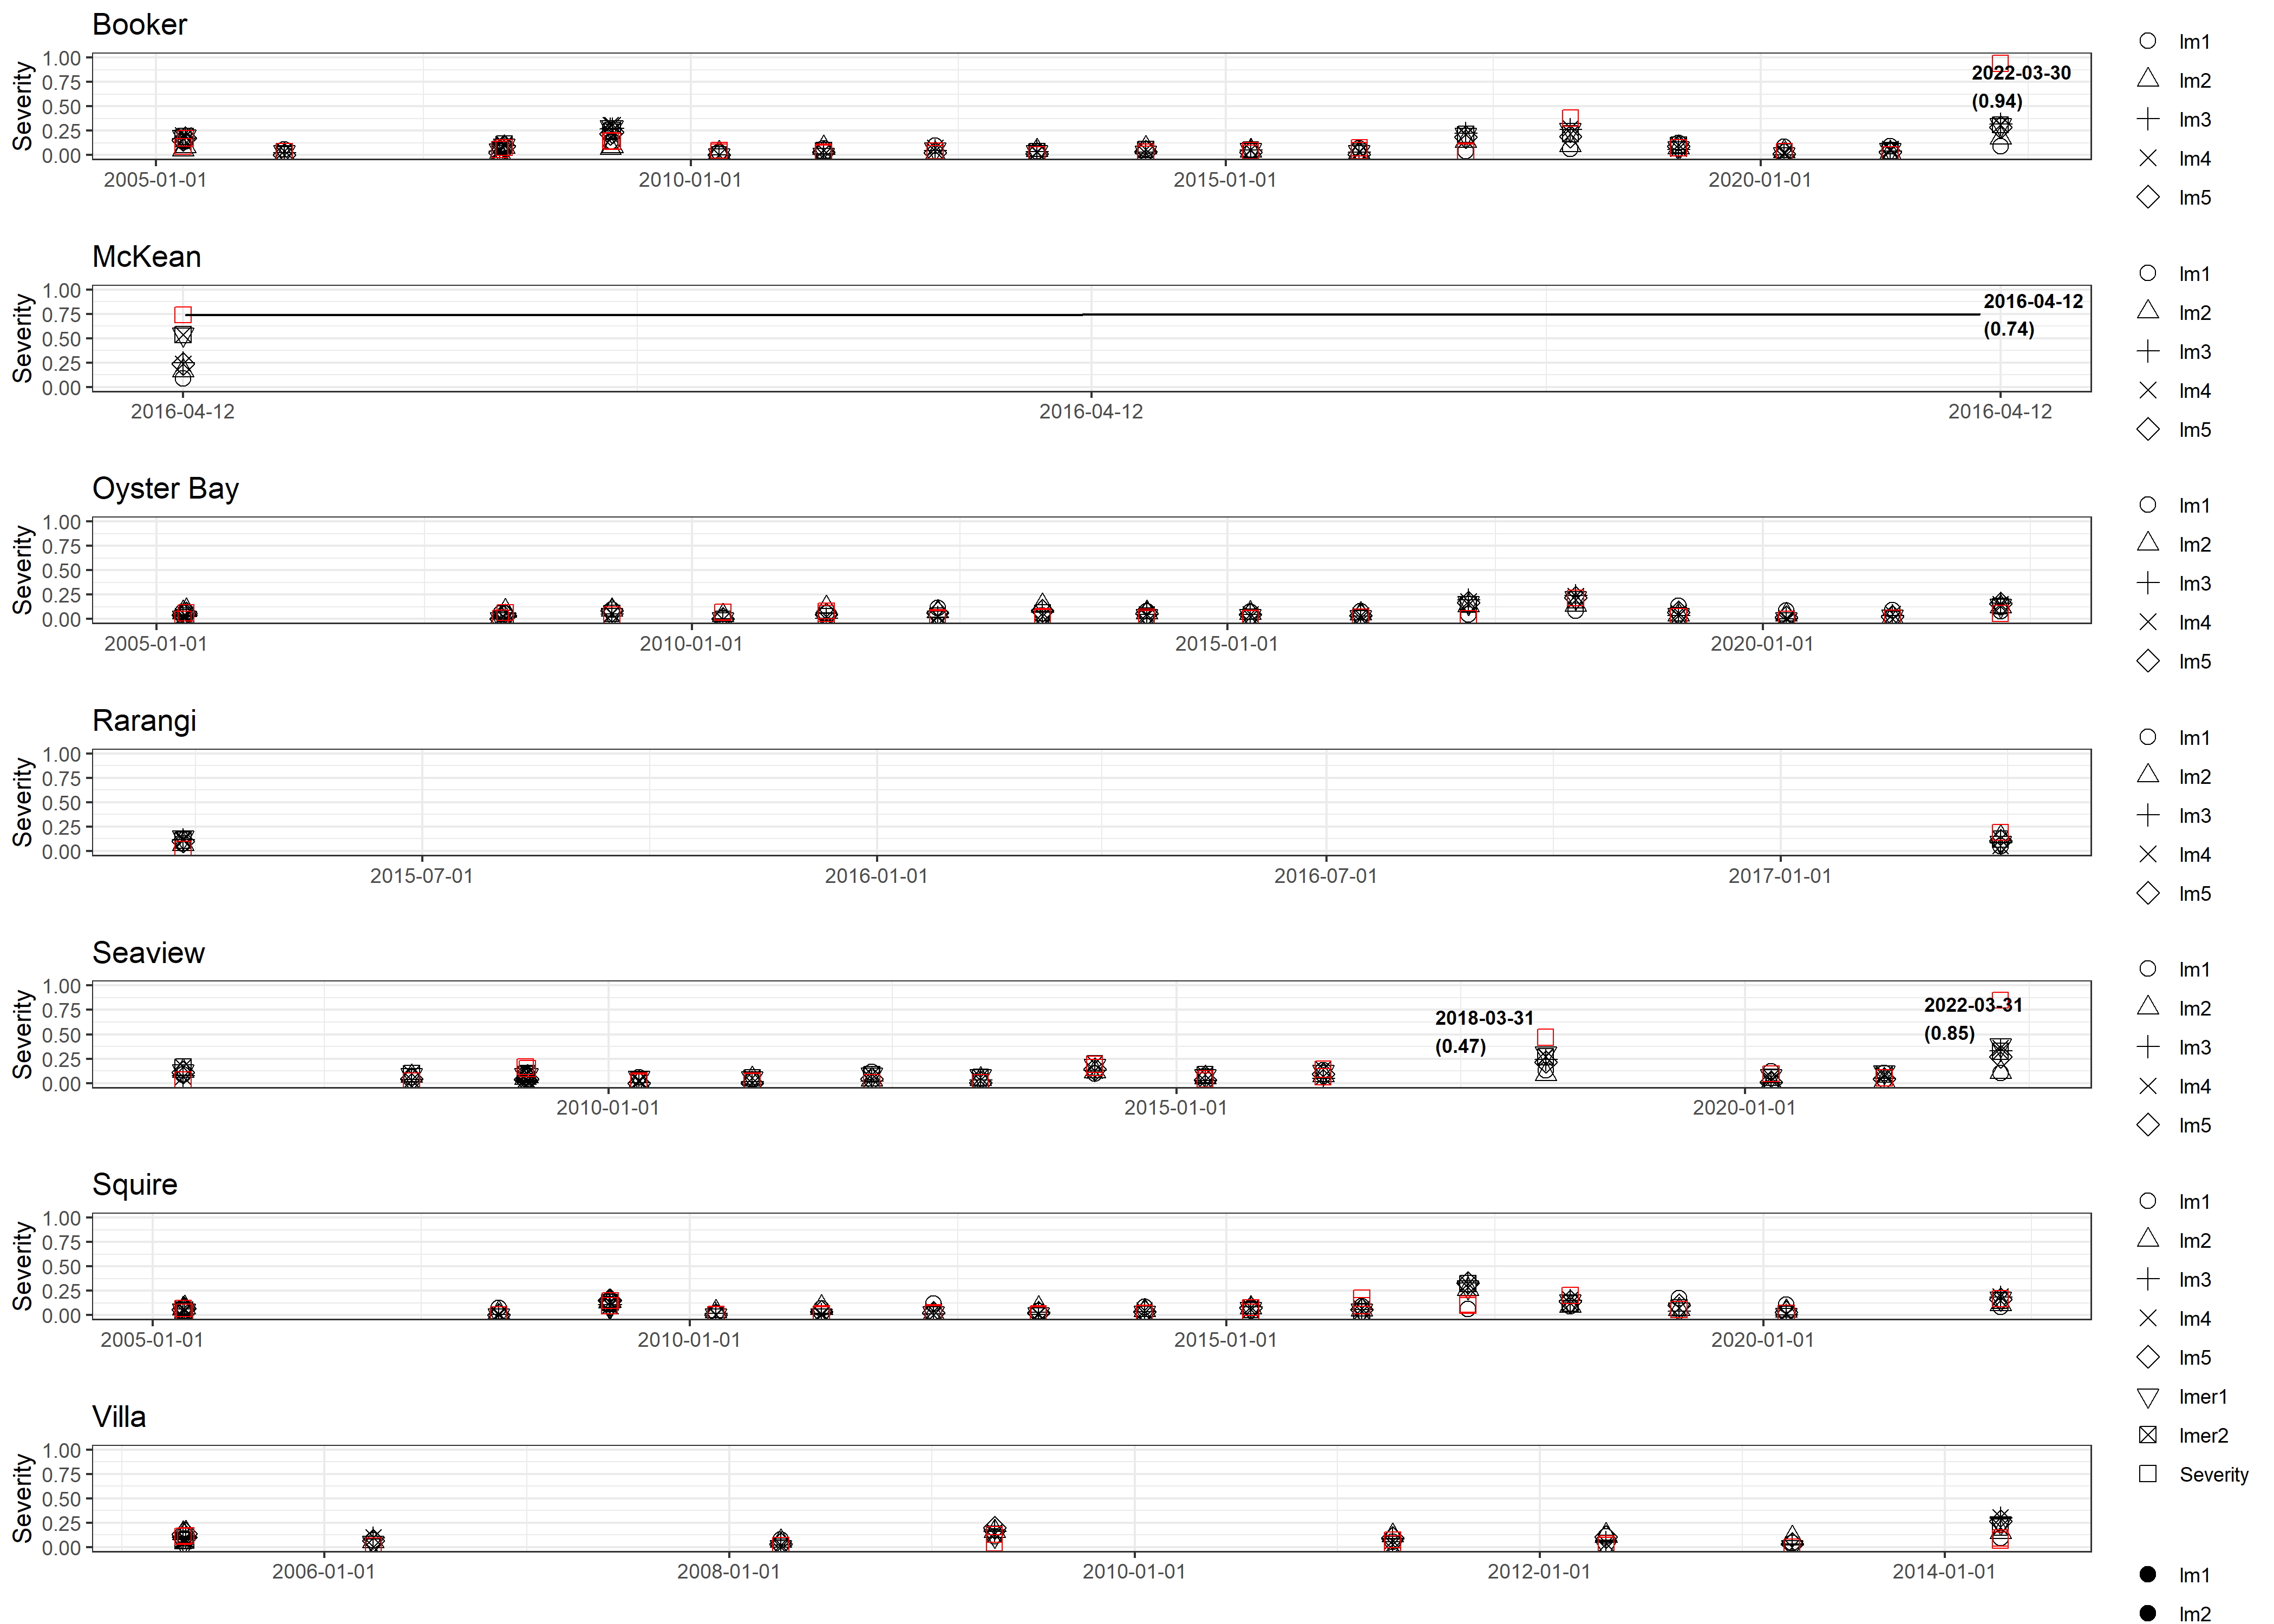 Booker
Severity
1.00
0.75
0.50
0.25
0.00
2022-03-30
(0.94)
2005-01-01
2010-01-01
2015-01-01
2020-01-01
lm1
lm2
lm3
lm4
lm5
McKean
Severity
1.00
0.75
0.50
0.25
0.00
2016-04-12
(0.74)
2016-04-12
2016-04-12
2016-04-12
lm1
lm2
lm3
lm4
lm5
Oyster Bay
Severity
1.00
0.75
0.50
0.25
0.00
2005-01-01
2010-01-01
2015-01-01
2020-01-01
lm1
lm2
lm3
lm4
lm5
Rarangi
Severity
1.00
0.75
0.50
0.25
0.00
2015-07-01
2016-01-01
2016-07-01
2017-01-01
lm1
lm2
lm3
lm4
lm5
Seaview
Severity
1.00
0.75
0.50
0.25
0.00
2018-03-31
(0.47)
2022-03-31
(0.85)
2010-01-01
2015-01-01
2020-01-01
lm1
lm2
lm3
lm4
lm5
Squire
Severity
1.00
0.75
0.50
0.25
0.00
2005-01-01
2010-01-01
2015-01-01
2020-01-01
lm1
lm2
lm3
lm4
lm5
lmer1
lmer2
Severity
Villa
Severity
1.00
0.75
0.50
0.25
0.00
2006-01-01
2008-01-01
2010-01-01
2012-01-01
2014-01-01
lm1
lm2